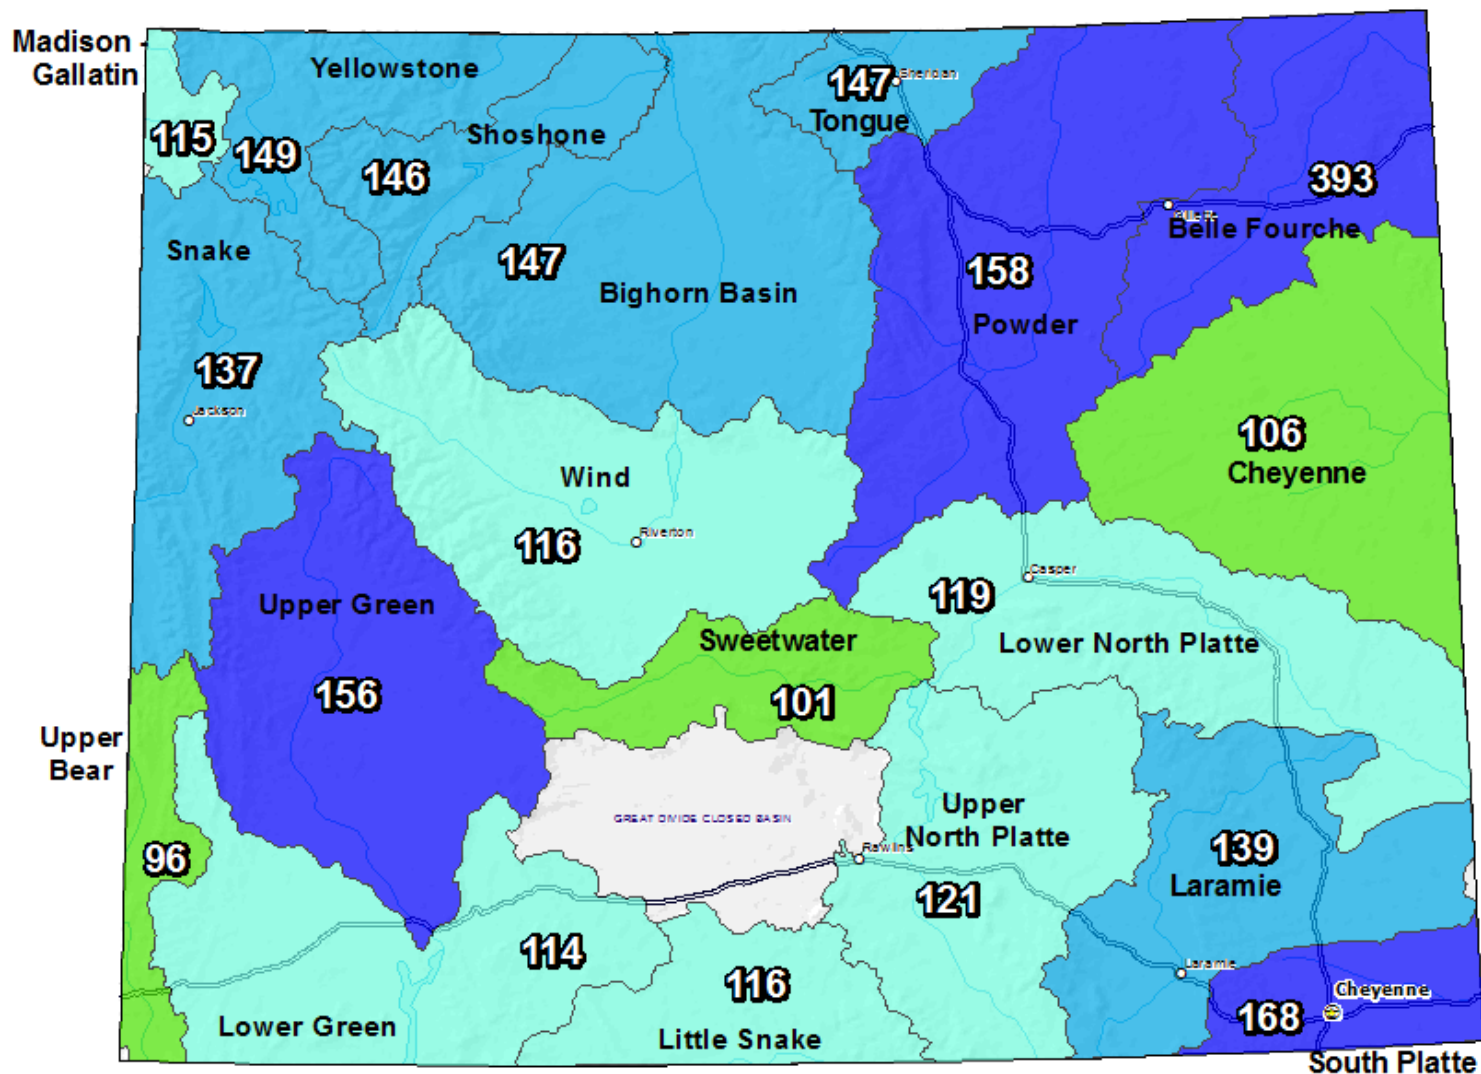 Madison
Gallatin
Yellowstone
147
Sheridan
Tongue
Shoshone
115
149
146
393
Belle Fourche
Snake
147
Bighorn Basin
158
Powder
137
Jackson
106
Cheyenne
Wind
116
Riverton
Casper
119
Upper Green
Sweetwater
Lower North Platte
156
101
Upper
Bear
GREAT DIVIDE CLOSED BASIN
Upper
North Platte
Rawlins
96
139
Laramie
121
114
116
Laramie
Cheyenne
168
Lower Green
Little Snake
South Platte